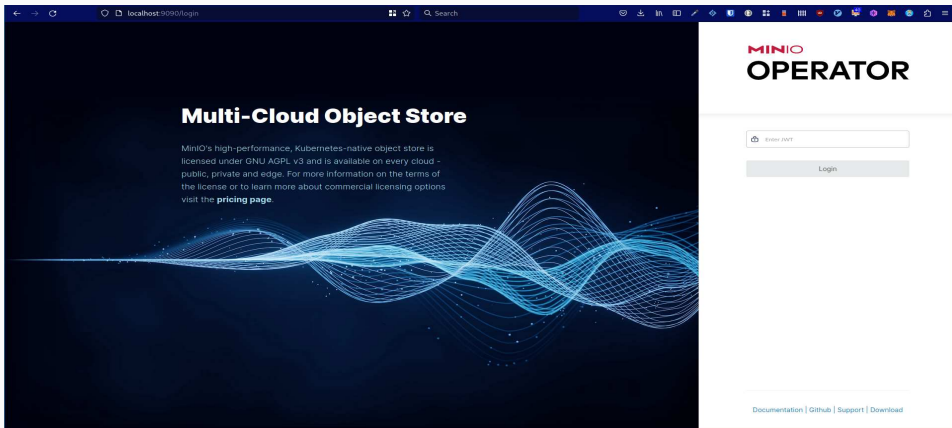 localhost:9090/login
Search
MINIO
OPERATOR
Multi-Cloud Object Store
MinIO's high-performance, Kubernetes-native object store is
licensed under GNU AGPL v3 and is available on every cloud -
public, private and edge. For more information on the terms of
the license or to learn more about commercial licensing options
visit the pricing page.
Enter JWT
Login
Documentation | Github | Support | Download